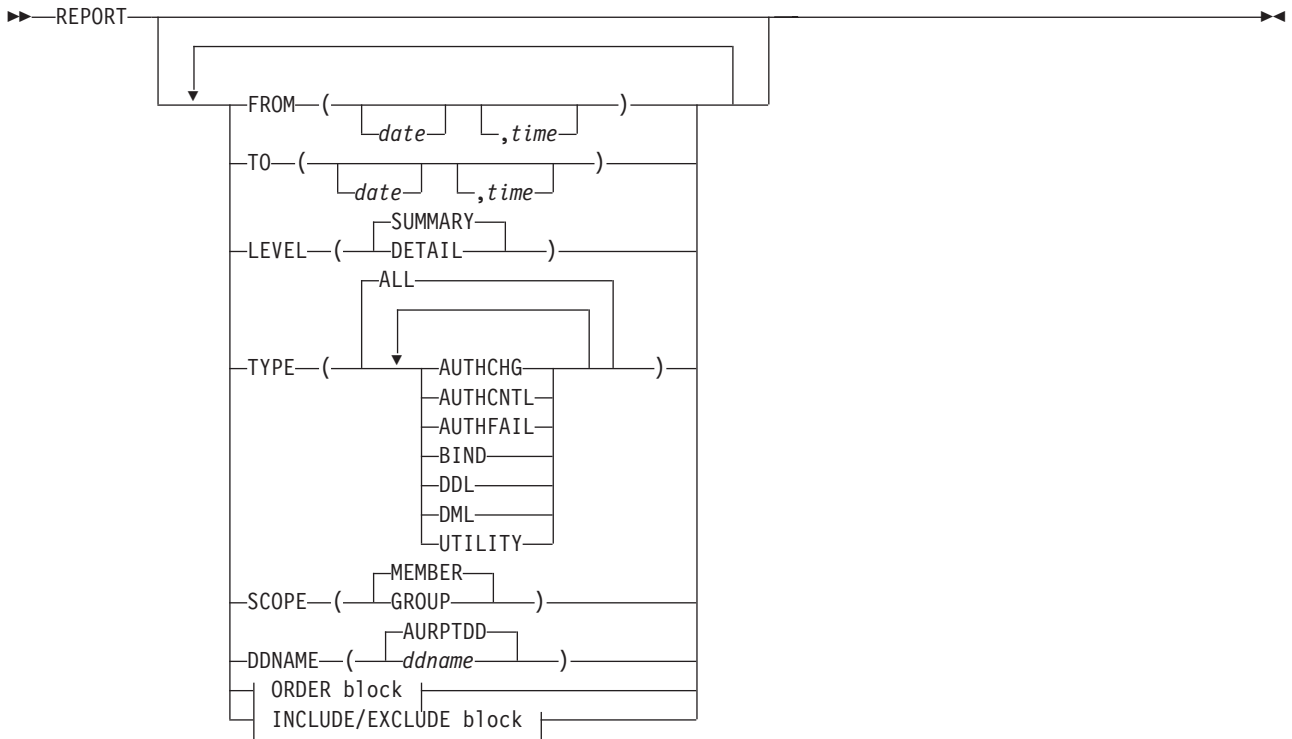 REPORT
FROM ( date ,time )
TO ( date ,time )
SUMMARY
LEVEL ( DETAIL )
ALL
TYPE ( AUTHCHG )
AUTHCNTL
AUTHFAIL
BIND
DDL
DML
UTILITY
MEMBER
SCOPE ( GROUP )
AURPTDD
DDNAME ( ddname )
ORDER block
INCLUDE/EXCLUDE block